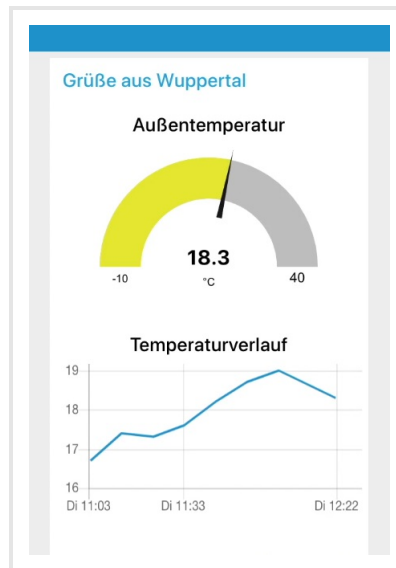 Grüße aus Wuppertal
Außentemperatur
18.3
-10 °C 40
Temperaturverlauf
19
18
17
16
Di 11:03 Di 11:33 Di 12:22